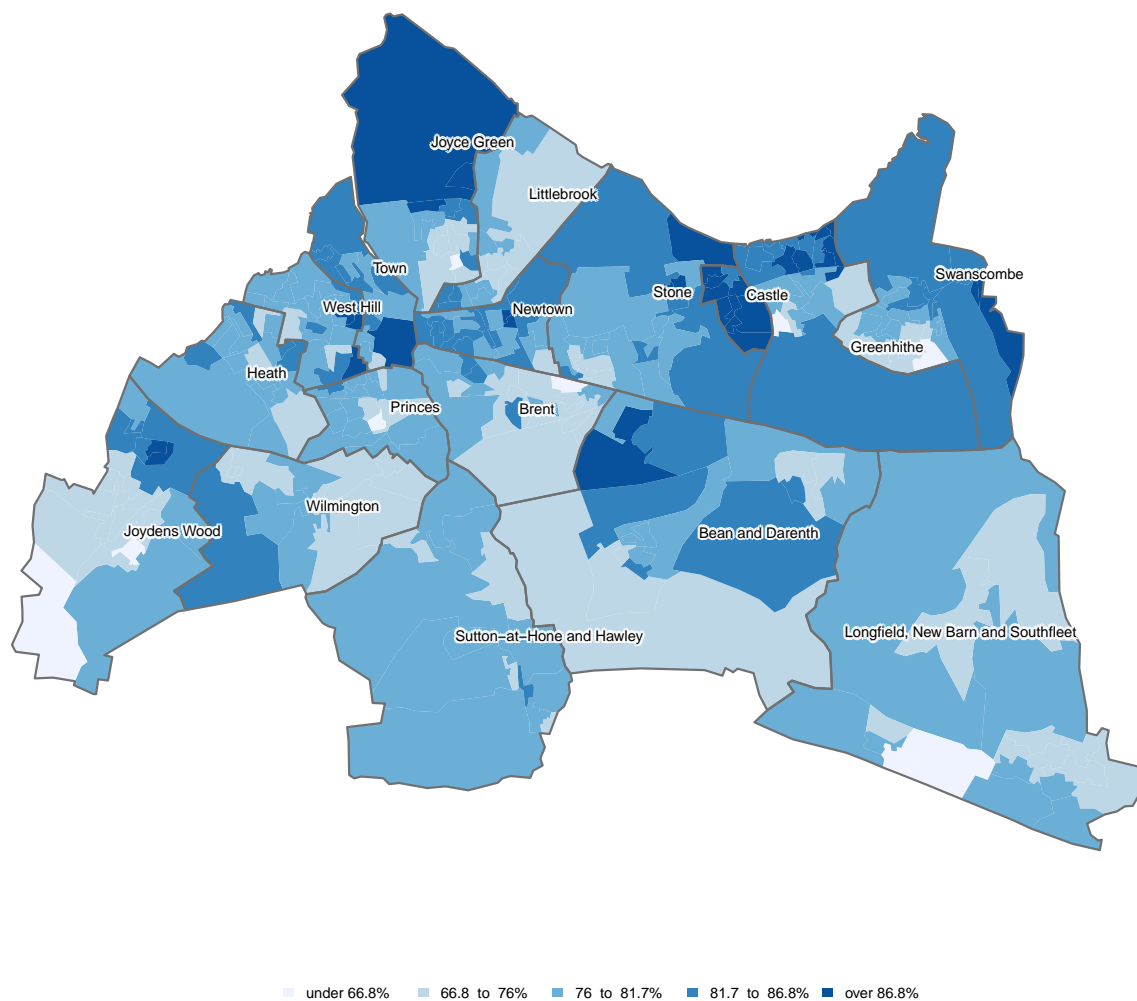 Joyce Green
Littlebrook
Town
Swanscombe
Stone
Castle
West Hill
Newtown
Greenhithe
Heath
Princes
Brent
Wilmington
Joydens Wood
Bean and Darenth
Sutton−at−Hone and Hawley
Longfield, New Barn and Southfleet
under 66.8%
66.8 to 76%
76 to 81.7%
81.7 to 86.8%
over 86.8%